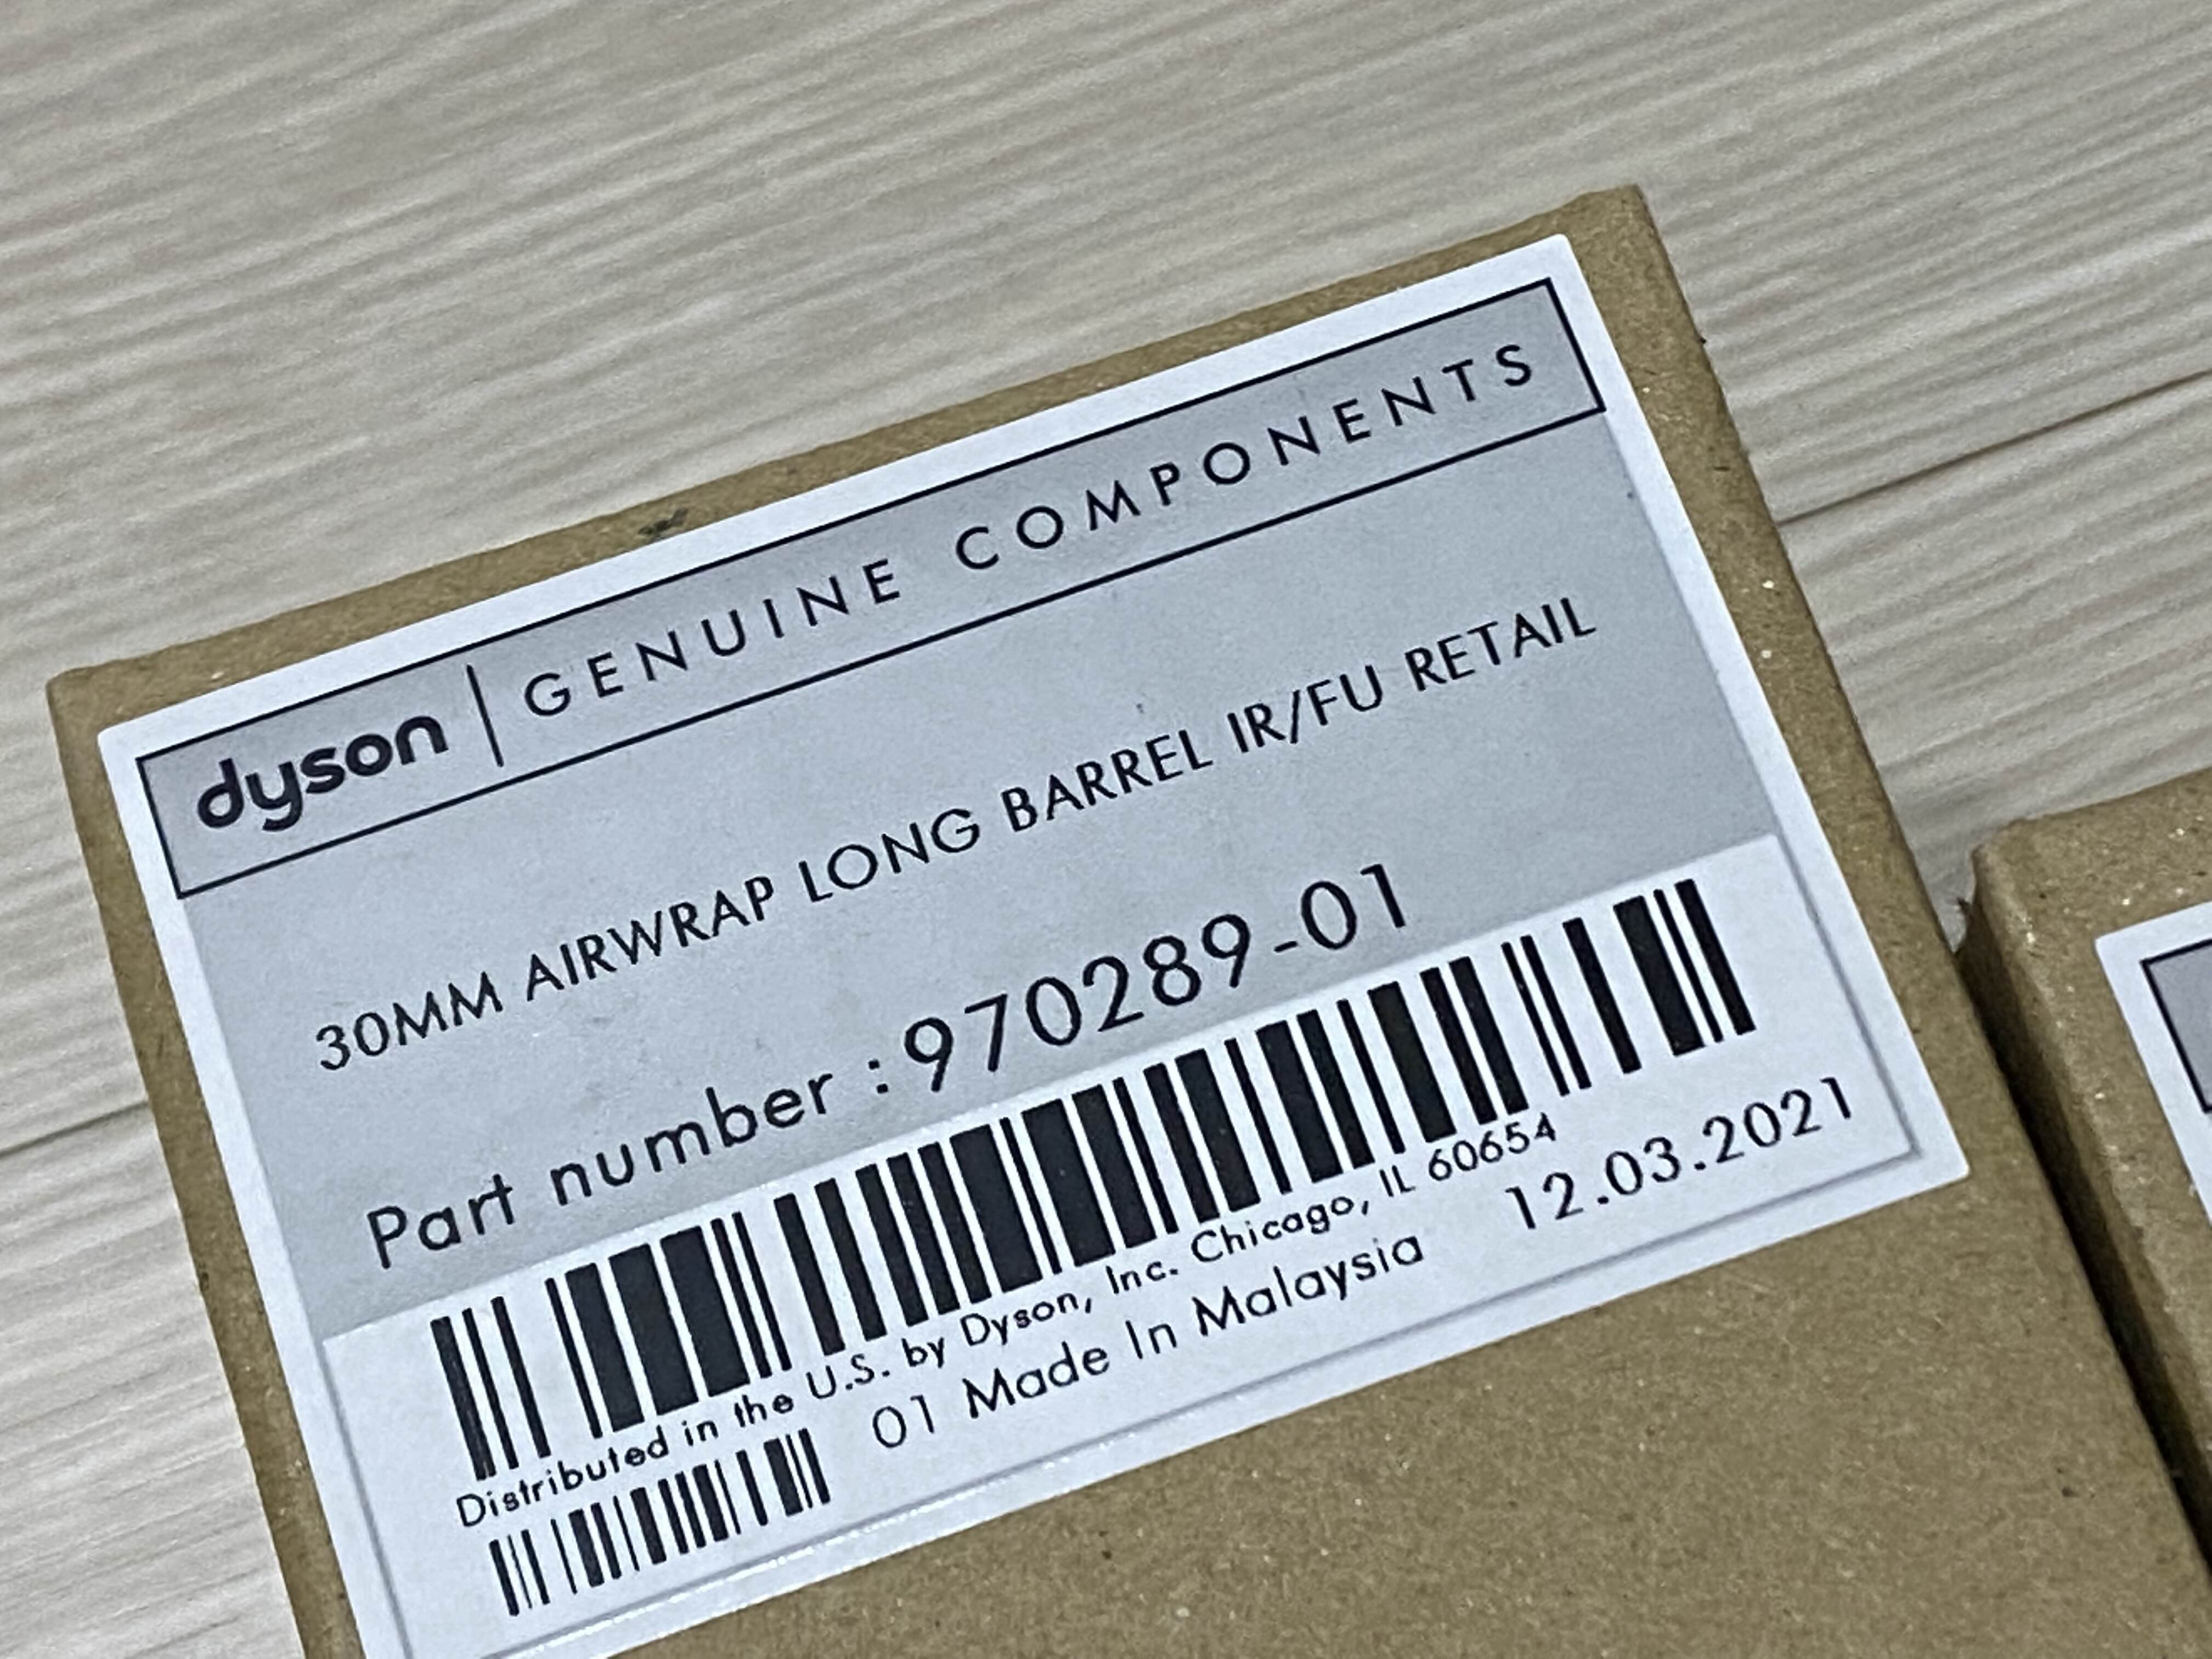 dyson | GENUINE COMPONENTS
30MM AIRWRAP LONG BARREL IR/FU RETAIL
Part number : 970289-01
Distributed in the U.S. by Dyson, Inc. Chicago, IL 60654
01 Made In Malaysia 12.03.2021